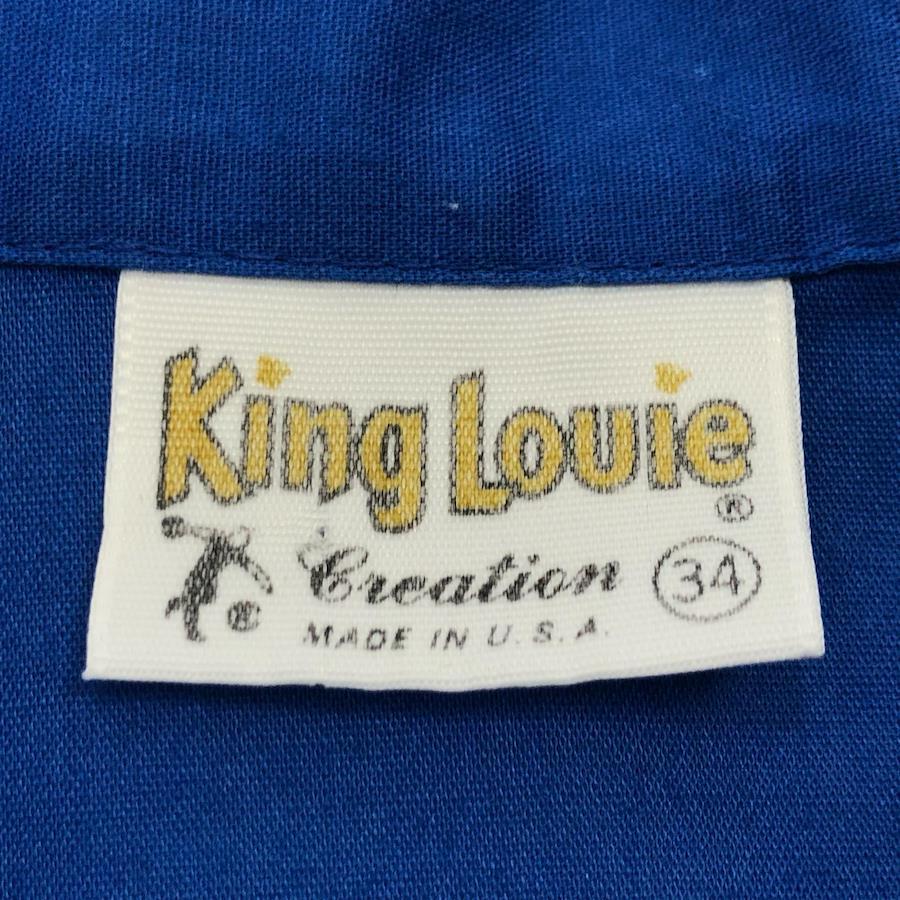 King Louie ®
® Creation 34
MADE IN U.S.A.